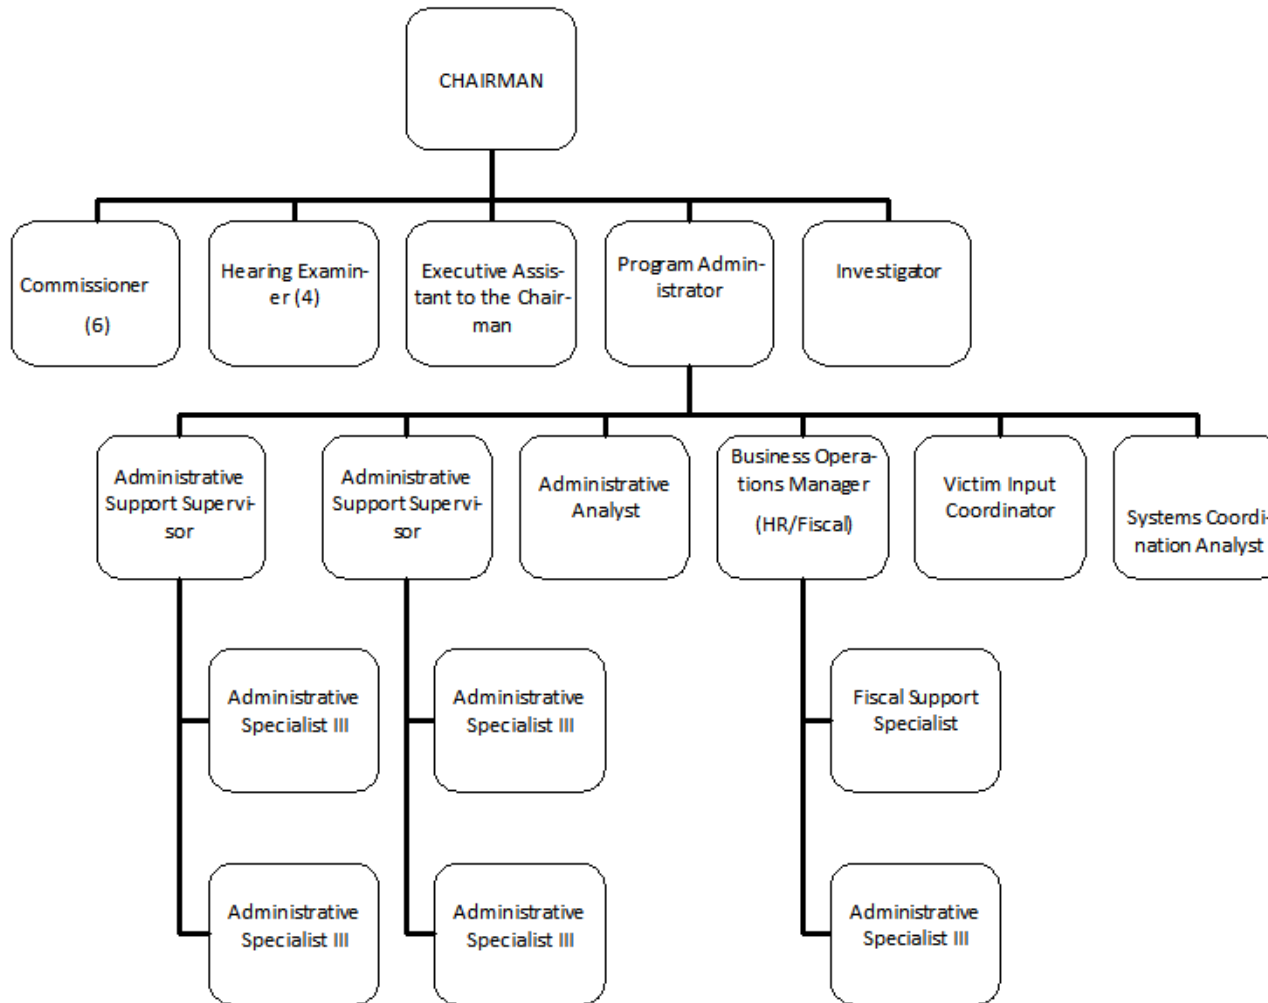 CHAIRMAN
Commissioner
(6)
Hearing Examin-
er (4)
Executive Assis-
tant to the Chair-
man
Program Admin-
istrator
Investigator
Administrative
Support Supervi-
sor
Administrative
Support Supervi-
sor
Administrative
Analyst
Business Opera-
tions Manager
(HR/Fiscal)
Victim Input
Coordinator
Systems Coordi-
nation Analyst
Administrative
Specialist III
Administrative
Specialist III
Fiscal Support
Specialist
Administrative
Specialist III
Administrative
Specialist III
Administrative
Specialist III